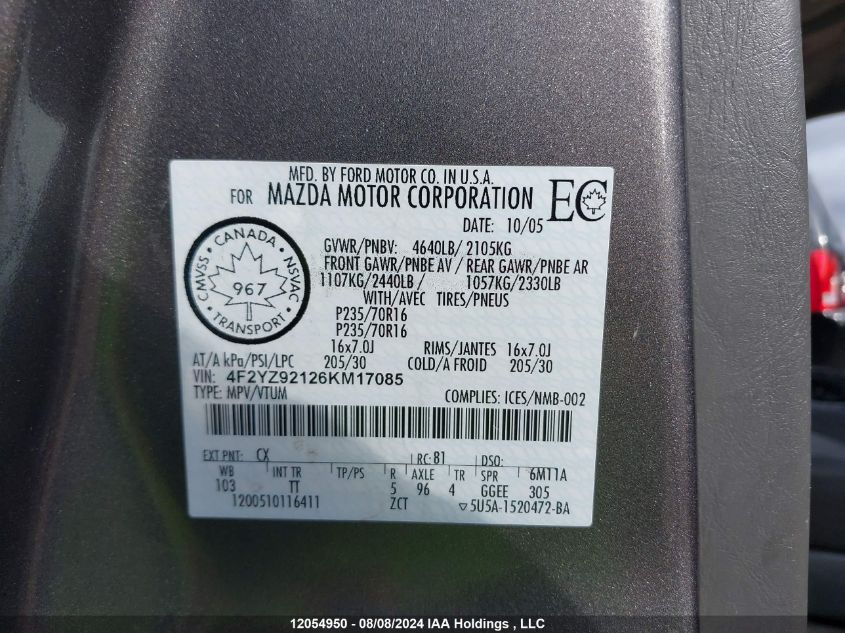 MFD. BY FORD MOTOR CO. IN U.S.A.
FOR MAZDA MOTOR CORPORATION EC
DATE: 10/05
GVWR/PNBV: 4640LB/ 2105KG
FRONT GAWR/PNBE AV / REAR GAWR/PNBE AR
1107KG/2440LB / 1057KG/2330LB
WITH/AVEC TIRES/PNEUS
P235/70R16
P235/70R16
16x7.0J RIMS/JANTES 16x7.0J
AT/A kPa/PSI/LPC 205/30 COLD/A FROID 205/30
CANADA
CMVSS 967 NSVAC
TRANSPORT
VIN: 4F2YZ92126KM17085
TYPE: MPV/VTUM COMPLIES: ICES/NMB-002
EXT PNT: CX RC: 81 DSO:
WB INT TR TP/PS R AXLE TR SPR 6M11A
103 TT 5 96 4 GGEE 305
1200510116411 ZCT ▽5U5A-1520472-BA
12054950 - 08/08/2024 IAA Holdings , LLC